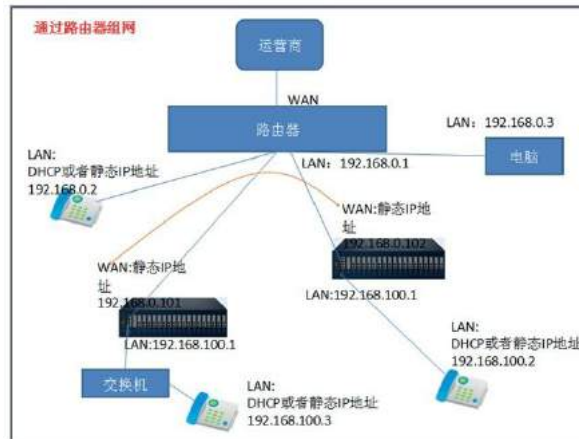 通过路由器组网
运营商
WAN
路由器
LAN：192.168.0.3
电脑
LAN：192.168.0.1
LAN:
DHCP或者静态IP地址
192.168.0.2
WAN:静态IP地
址
192.168.0.102
LAN:192.168.100.1
WAN:静态IP地
址
192.168.0.101
LAN:192.168.100.1
LAN:
DHCP或者静态IP地址
192.168.100.2
交换机
LAN:
DHCP或者静态IP地址
192.168.100.3